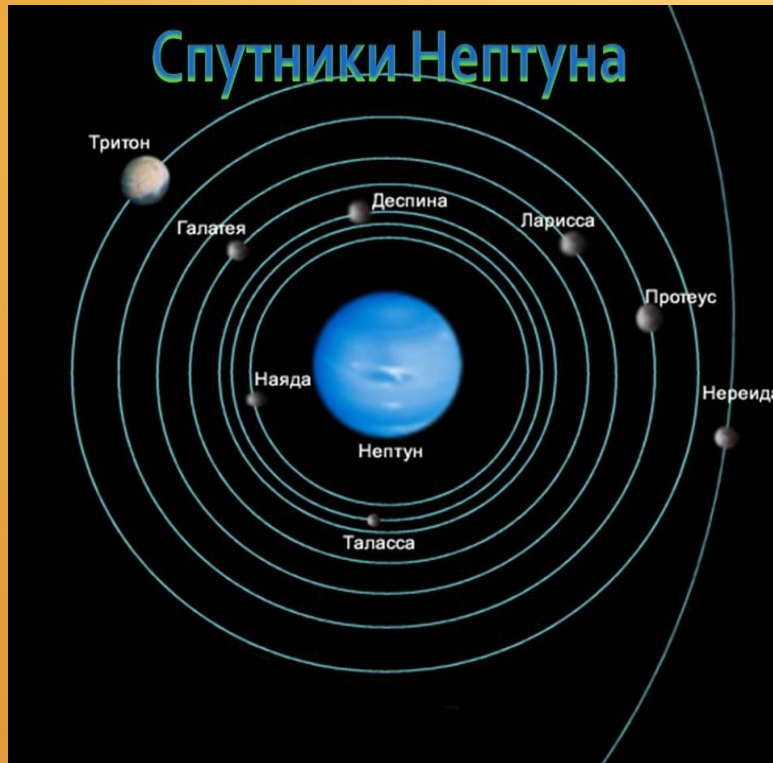 Спутники Нептуна
Тритон
Деспина
Галатея
Ларисса
Протеус
Наяда
Нереида
Нептун
Таласса